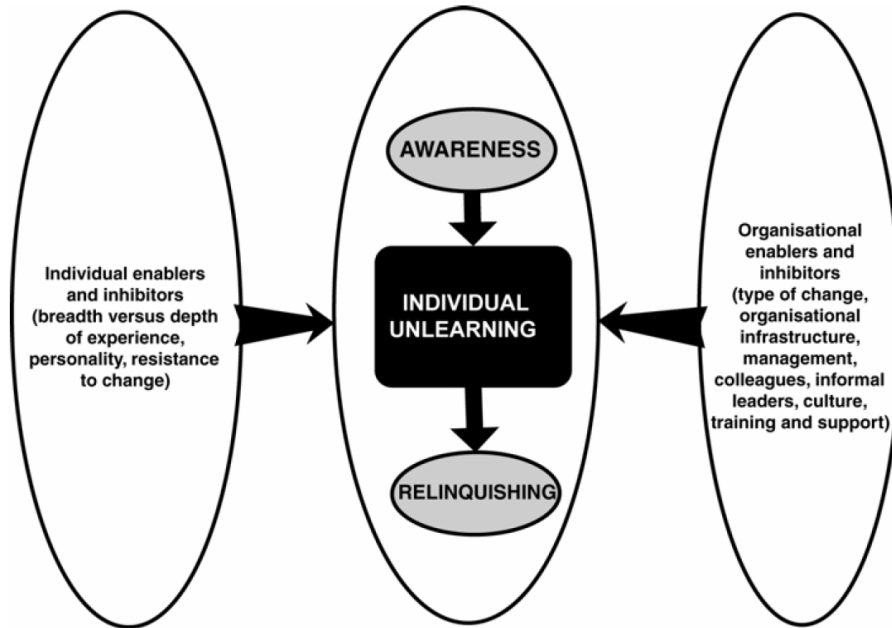 Individual enablers
and inhibitors
(breadth versus depth
of experience,
personality, resistance
to change)
AWARENESS
INDIVIDUAL
UNLEARNING
RELINQUISHING
Organisational
enablers and
inhibitors
(type of change,
organisational
infrastructure,
management,
colleagues, informal
leaders, culture,
training and support)